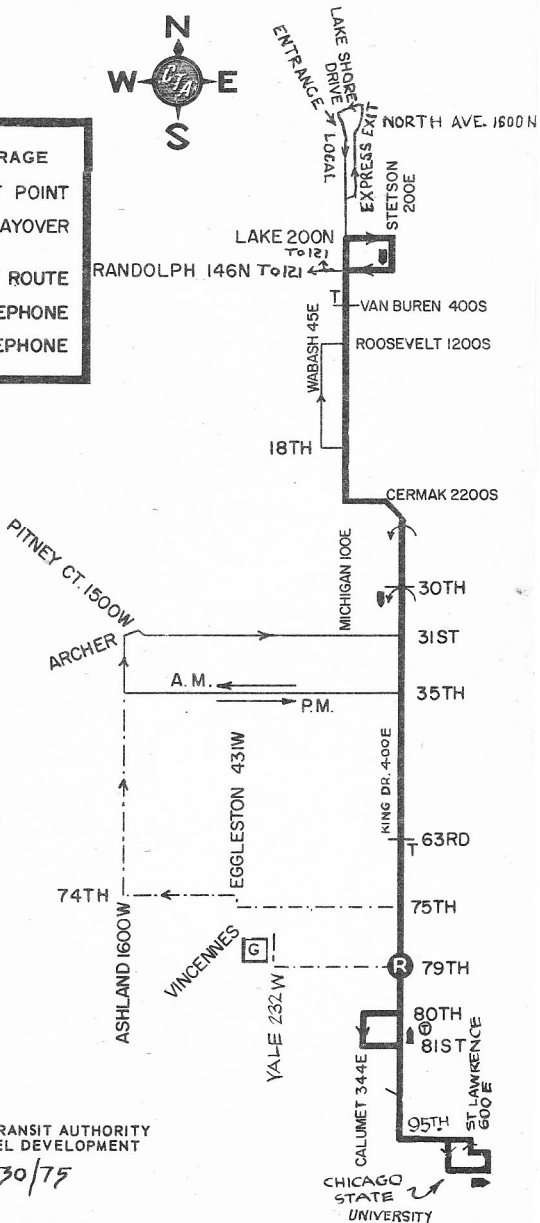 N
W CTA E
S
LAKE SHORE
DRIVE
ENTRANCE
LOCAL
EXPRESS EXIT
NORTH AVE. 1600N
STETSON
200E
RAGE
POINT
AYOVER
ROUTE
EPHONE
EPHONE
LAKE 200N
TO 121
RANDOLPH 146N TO 121
T
VAN BUREN 400S
WABASH 45E
ROOSEVELT 1200S
18TH
CERMAK 2200S
MICHIGAN 100E
30TH
PITNEY CT. 1500W
31ST
ARCHER
A.M.
P.M.
35TH
KING DR. 400E
EGGLESTON 431W
63RD
T
74TH
75TH
ASHLAND 1600W
VINCENNES
G
YALE 232W
R
79TH
80TH
T
81ST
CALUMET 344E
ST LAWRENCE
600E
95TH
CHICAGO
STATE
UNIVERSITY
RANSIT AUTHORITY
EL DEVELOPMENT
30/75